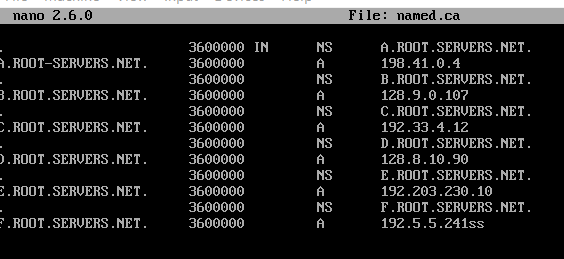 nano 2.6.0 File: named.ca
. 3600000 IN NS A.ROOT.SERVERS.NET.
A.ROOT-SERVERS.NET. 3600000 A 198.41.0.4
. 3600000 NS B.ROOT.SERVERS.NET.
B.ROOT.SERVERS.NET. 3600000 A 128.9.0.107
. 3600000 NS C.ROOT.SERVERS.NET.
C.ROOT.SERVERS.NET. 3600000 A 192.33.4.12
. 3600000 NS D.ROOT.SERVERS.NET.
D.ROOT.SERVERS.NET. 3600000 A 128.8.10.90
. 3600000 NS E.ROOT.SERVERS.NET.
E.ROOT.SERVERS.NET. 3600000 A 192.203.230.10
. 3600000 NS F.ROOT.SERVERS.NET.
F.ROOT.SERVERS.NET. 3600000 A 192.5.5.241ss